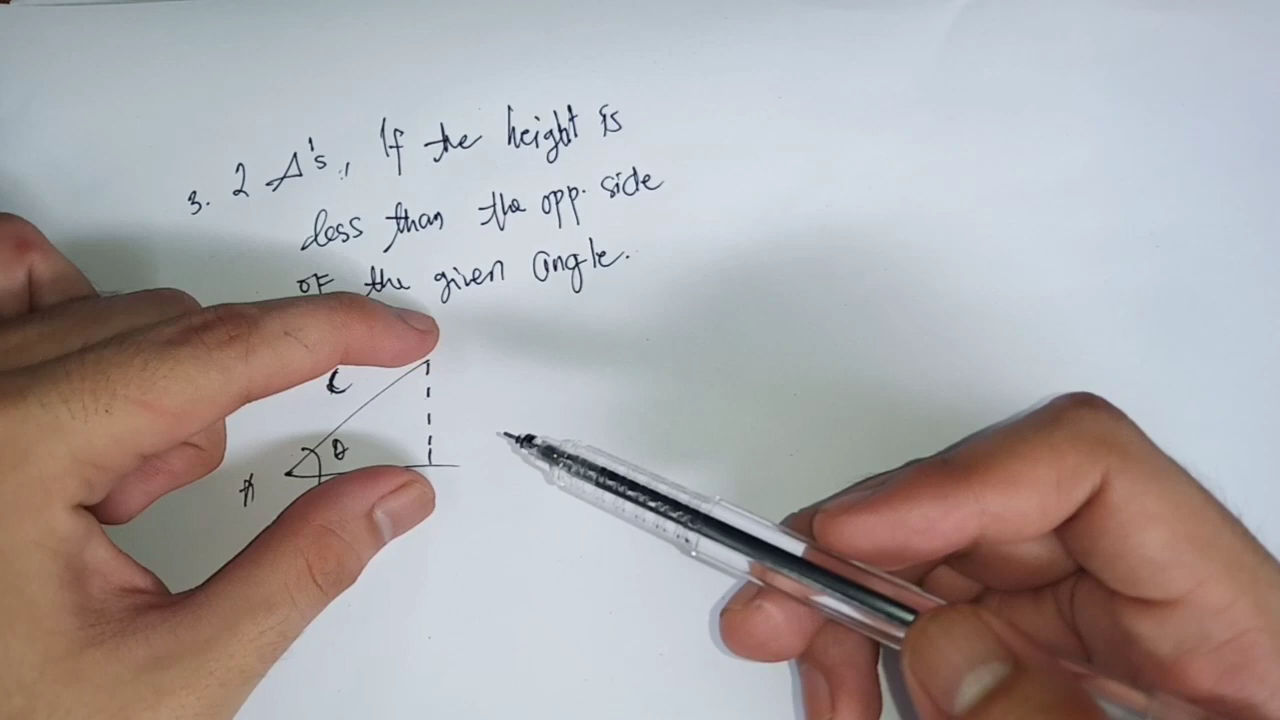 3. 2 Δ's, If the height is
less than the opp. side
of the given angle.
C
θ
A